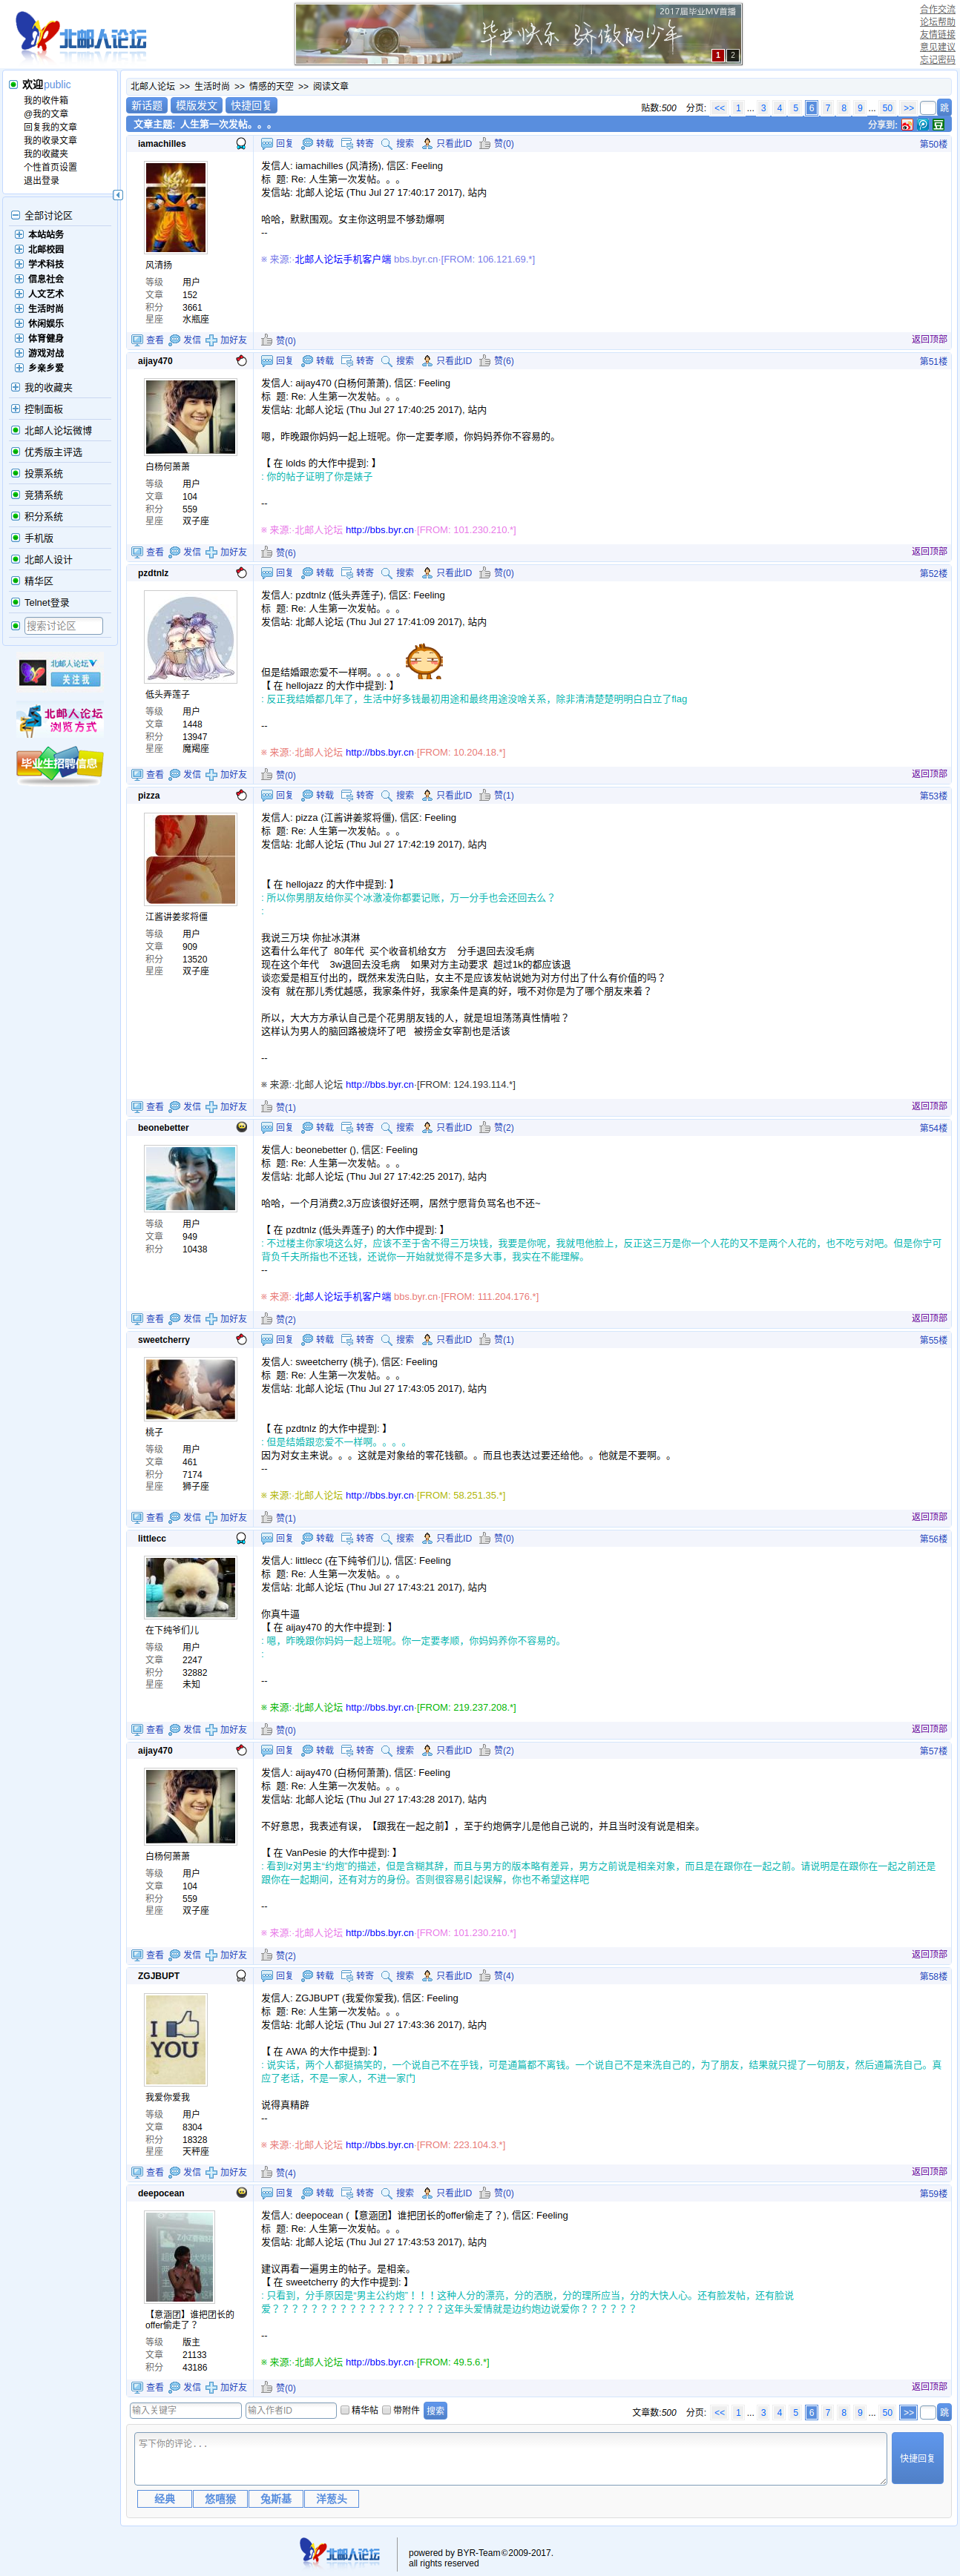 北邮人论坛
2017届毕业MV首播
毕业快乐 骄傲的少年
1 2
合作交流
论坛帮助
友情链接
意见建议
忘记密码
欢迎public
我的收件箱
@我的文章
回复我的文章
我的收录文章
我的收藏夹
个性首页设置
退出登录
全部讨论区
本站站务
北邮校园
学术科技
信息社会
人文艺术
生活时尚
休闲娱乐
体育健身
游戏对战
乡亲乡爱
我的收藏夹
控制面板
北邮人论坛微博
优秀版主评选
投票系统
竞猜系统
积分系统
手机版
北邮人设计
精华区
Telnet登录
搜索讨论区
北邮人论坛
关注我
北邮人论坛
浏览方式
毕业生招聘信息
北邮人论坛 >> 生活时尚 >> 情感的天空 >> 阅读文章
新话题 模版发文 快捷回复
贴数:500 分页: << 1 ... 3 4 5 6 7 8 9 ... 50 >> 跳
文章主题: 人生第一次发帖。。。
分享到:
iamachilles
回复 转载 转寄 搜索 只看此ID 赞(0)
第50楼
风清扬
等级 用户
文章 152
积分 3661
星座 水瓶座
发信人: iamachilles (风清扬), 信区: Feeling
标 题: Re: 人生第一次发帖。。。
发信站: 北邮人论坛 (Thu Jul 27 17:40:17 2017), 站内
哈哈，默默围观。女主你这明显不够劲爆啊
--
※ 来源:·北邮人论坛手机客户端 bbs.byr.cn·[FROM: 106.121.69.*]
查看 发信 加好友 赞(0) 返回顶部
aijay470
回复 转载 转寄 搜索 只看此ID 赞(6)
第51楼
白杨何萧萧
等级 用户
文章 104
积分 559
星座 双子座
发信人: aijay470 (白杨何萧萧), 信区: Feeling
标 题: Re: 人生第一次发帖。。。
发信站: 北邮人论坛 (Thu Jul 27 17:40:25 2017), 站内
嗯，昨晚跟你妈妈一起上班呢。你一定要孝顺，你妈妈养你不容易的。
【 在 lolds 的大作中提到: 】
: 你的帖子证明了你是婊子
--
※ 来源:·北邮人论坛 http://bbs.byr.cn·[FROM: 101.230.210.*]
查看 发信 加好友 赞(6) 返回顶部
pzdtnlz
回复 转载 转寄 搜索 只看此ID 赞(0)
第52楼
低头弄莲子
等级 用户
文章 1448
积分 13947
星座 魔羯座
发信人: pzdtnlz (低头弄莲子), 信区: Feeling
标 题: Re: 人生第一次发帖。。。
发信站: 北邮人论坛 (Thu Jul 27 17:41:09 2017), 站内
但是结婚跟恋爱不一样啊。。。。
【 在 hellojazz 的大作中提到: 】
: 反正我结婚都几年了，生活中好多钱最初用途和最终用途没啥关系，除非清清楚楚明明白白立了flag
--
※ 来源:·北邮人论坛 http://bbs.byr.cn·[FROM: 10.204.18.*]
查看 发信 加好友 赞(0) 返回顶部
pizza
回复 转载 转寄 搜索 只看此ID 赞(1)
第53楼
江酱讲姜浆将僵
等级 用户
文章 909
积分 13520
星座 双子座
发信人: pizza (江酱讲姜浆将僵), 信区: Feeling
标 题: Re: 人生第一次发帖。。。
发信站: 北邮人论坛 (Thu Jul 27 17:42:19 2017), 站内
【 在 hellojazz 的大作中提到: 】
: 所以你男朋友给你买个冰激凌你都要记账，万一分手也会还回去么？
:
我说三万块 你扯冰淇淋
这看什么年代了 80年代 买个收音机给女方 分手退回去没毛病
现在这个年代 3w退回去没毛病 如果对方主动要求 超过1k的都应该退
谈恋爱是相互付出的，既然来发洗白贴，女主不是应该发帖说她为对方付出了什么有价值的吗？
没有 就在那儿秀优越感，我家条件好，我家条件是真的好，哦不对你是为了哪个朋友来着？
所以，大大方方承认自己是个花男朋友钱的人，就是坦坦荡荡真性情啦？
这样认为男人的脑回路被烧坏了吧 被捞金女宰割也是活该
--
※ 来源:·北邮人论坛 http://bbs.byr.cn·[FROM: 124.193.114.*]
查看 发信 加好友 赞(1) 返回顶部
beonebetter
回复 转载 转寄 搜索 只看此ID 赞(2)
第54楼
等级 用户
文章 949
积分 10438
发信人: beonebetter (), 信区: Feeling
标 题: Re: 人生第一次发帖。。。
发信站: 北邮人论坛 (Thu Jul 27 17:42:25 2017), 站内
哈哈，一个月消费2,3万应该很好还啊，居然宁愿背负骂名也不还~
【 在 pzdtnlz (低头弄莲子) 的大作中提到: 】
: 不过楼主你家境这么好，应该不至于舍不得三万块钱，我要是你呢，我就甩他脸上，反正这三万是你一个人花的又不是两个人花的，也不吃亏对吧。但是你宁可背负千夫所指也不还钱，还说你一开始就觉得不是多大事，我实在不能理解。
--
※ 来源:·北邮人论坛手机客户端 bbs.byr.cn·[FROM: 111.204.176.*]
查看 发信 加好友 赞(2) 返回顶部
sweetcherry
回复 转载 转寄 搜索 只看此ID 赞(1)
第55楼
桃子
等级 用户
文章 461
积分 7174
星座 狮子座
发信人: sweetcherry (桃子), 信区: Feeling
标 题: Re: 人生第一次发帖。。。
发信站: 北邮人论坛 (Thu Jul 27 17:43:05 2017), 站内
【 在 pzdtnlz 的大作中提到: 】
: 但是结婚跟恋爱不一样啊。。。。
因为对女主来说。。。这就是对象给的零花钱额。。而且也表达过要还给他。。他就是不要啊。。
--
※ 来源:·北邮人论坛 http://bbs.byr.cn·[FROM: 58.251.35.*]
查看 发信 加好友 赞(1) 返回顶部
littlecc
回复 转载 转寄 搜索 只看此ID 赞(0)
第56楼
在下纯爷们儿
等级 用户
文章 2247
积分 32882
星座 未知
发信人: littlecc (在下纯爷们儿), 信区: Feeling
标 题: Re: 人生第一次发帖。。。
发信站: 北邮人论坛 (Thu Jul 27 17:43:21 2017), 站内
你真牛逼
【 在 aijay470 的大作中提到: 】
: 嗯，昨晚跟你妈妈一起上班呢。你一定要孝顺，你妈妈养你不容易的。
:
--
※ 来源:·北邮人论坛 http://bbs.byr.cn·[FROM: 219.237.208.*]
查看 发信 加好友 赞(0) 返回顶部
aijay470
回复 转载 转寄 搜索 只看此ID 赞(2)
第57楼
白杨何萧萧
等级 用户
文章 104
积分 559
星座 双子座
发信人: aijay470 (白杨何萧萧), 信区: Feeling
标 题: Re: 人生第一次发帖。。。
发信站: 北邮人论坛 (Thu Jul 27 17:43:28 2017), 站内
不好意思，我表述有误，【跟我在一起之前】，至于约炮俩字儿是他自己说的，并且当时没有说是相亲。
【 在 VanPesie 的大作中提到: 】
: 看到lz对男主“约炮”的描述，但是含糊其辞，而且与男方的版本略有差异，男方之前说是相亲对象，而且是在跟你在一起之前。请说明是在跟你在一起之前还是跟你在一起期间，还有对方的身份。否则很容易引起误解，你也不希望这样吧
--
※ 来源:·北邮人论坛 http://bbs.byr.cn·[FROM: 101.230.210.*]
查看 发信 加好友 赞(2) 返回顶部
ZGJBUPT
回复 转载 转寄 搜索 只看此ID 赞(4)
第58楼
I YOU
我爱你爱我
等级 用户
文章 8304
积分 18328
星座 天秤座
发信人: ZGJBUPT (我爱你爱我), 信区: Feeling
标 题: Re: 人生第一次发帖。。。
发信站: 北邮人论坛 (Thu Jul 27 17:43:36 2017), 站内
【 在 AWA 的大作中提到: 】
: 说实话，两个人都挺搞笑的，一个说自己不在乎钱，可是通篇都不离钱。一个说自己不是来洗自己的，为了朋友，结果就只提了一句朋友，然后通篇洗自己。真应了老话，不是一家人，不进一家门
说得真精辟
--
※ 来源:·北邮人论坛 http://bbs.byr.cn·[FROM: 223.104.3.*]
查看 发信 加好友 赞(4) 返回顶部
deepocean
回复 转载 转寄 搜索 只看此ID 赞(0)
第59楼
【意涵团】谁把团长的offer偷走了？
等级 版主
文章 21133
积分 43186
发信人: deepocean (【意涵团】谁把团长的offer偷走了？), 信区: Feeling
标 题: Re: 人生第一次发帖。。。
发信站: 北邮人论坛 (Thu Jul 27 17:43:53 2017), 站内
建议再看一遍男主的帖子。是相亲。
【 在 sweetcherry 的大作中提到: 】
: 只看到，分手原因是“男主公约炮”！！！这种人分的漂亮，分的洒脱，分的理所应当，分的大快人心。还有脸发帖，还有脸说
爱？？？？？？？？？？？？？？？？？？这年头爱情就是边约炮边说爱你？？？？？？
--
※ 来源:·北邮人论坛 http://bbs.byr.cn·[FROM: 49.5.6.*]
查看 发信 加好友 赞(0) 返回顶部
输入关键字 输入作者ID 精华帖 带附件 搜索
文章数:500 分页: << 1 ... 3 4 5 6 7 8 9 ... 50 >> 跳
写下你的评论...
快捷回复
经典 悠嘻猴 兔斯基 洋葱头
北邮人论坛
powered by BYR-Team©2009-2017.
all rights reserved